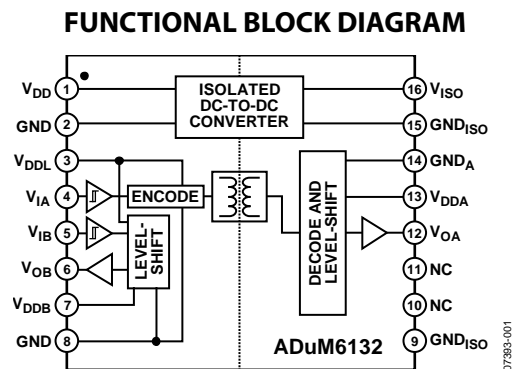 FUNCTIONAL BLOCK DIAGRAM
VDD 1
GND 2
VDDL 3
VIA 4
VIB 5
VOB 6
VDDB 7
GND 8
ISOLATED
DC-TO-DC
CONVERTER
ENCODE
LEVEL-
SHIFT
DECODE AND
LEVEL-SHIFT
16 VISO
15 GNDISO
14 GNDA
13 VDDA
12 VOA
11 NC
10 NC
9 GNDISO
ADuM6132
07393-001